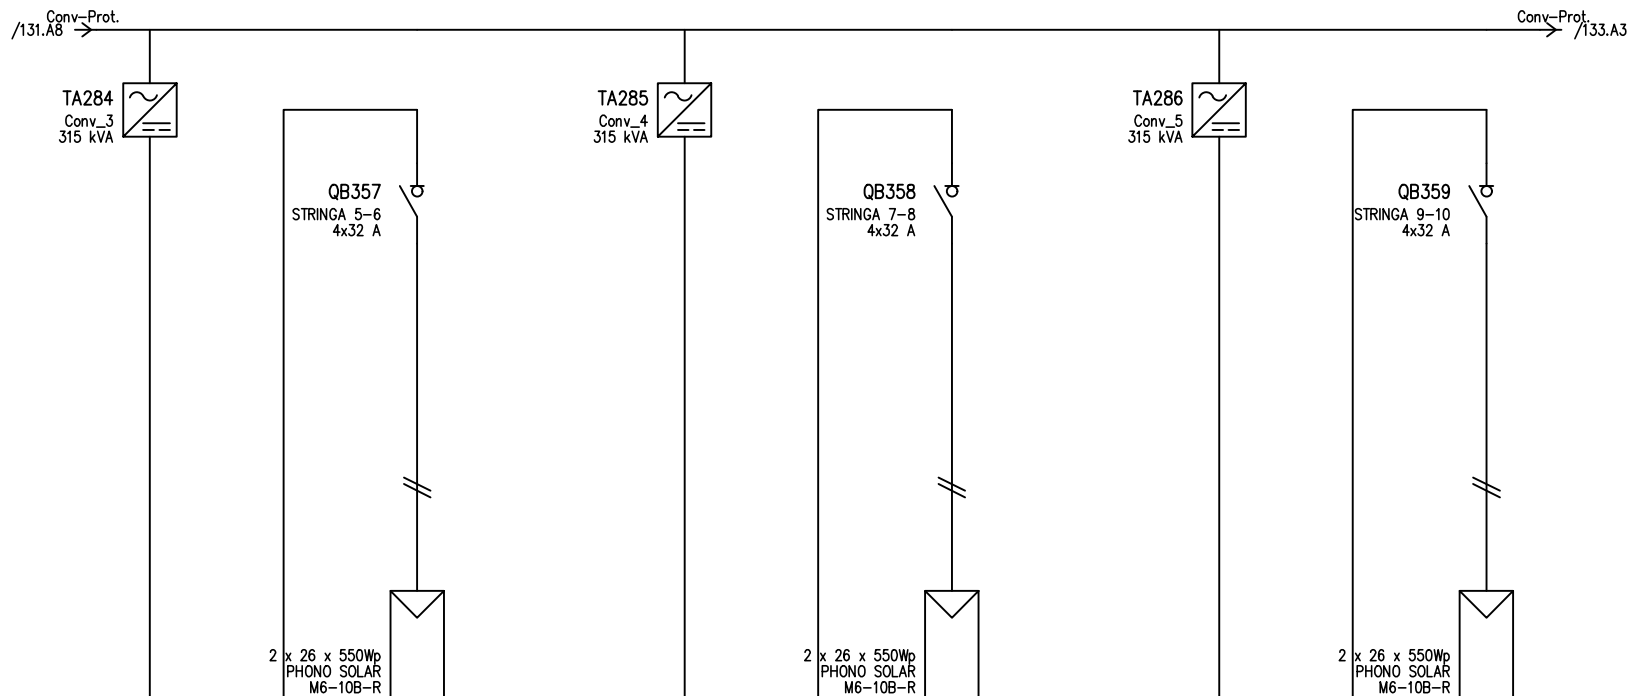 Conv-Prot.
/131.A8
Conv-Prot.
/133.A3
TA284
Conv_3
315 kVA
TA285
Conv_4
315 kVA
TA286
Conv_5
315 kVA
QB357
STRINGA 5-6
4x32 A
QB358
STRINGA 7-8
4x32 A
QB359
STRINGA 9-10
4x32 A
2 x 26 x 550Wp
PHONO SOLAR
M6-10B-R
2 x 26 x 550Wp
PHONO SOLAR
M6-10B-R
2 x 26 x 550Wp
PHONO SOLAR
M6-10B-R